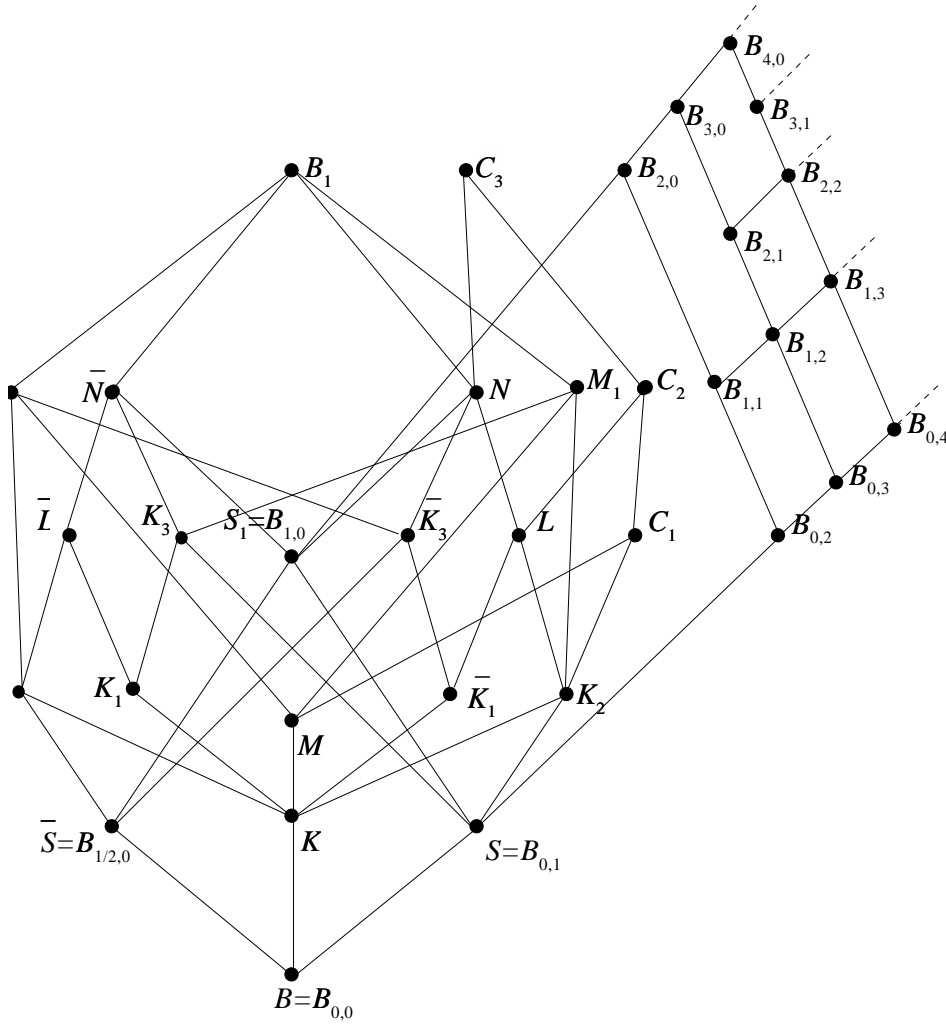 B₄,₀
B₃,₀
B₃,₁
B₁
C₃
B₂,₀
B₂,₂
B₂,₁
B₁,₃
B₁,₂
N̅
N
M₁
C₂
B₁,₁
B₀,₄
B₀,₃
L̅
K₃
S₁=B₁,₀
K̅₃
L
C₁
B₀,₂
K₁
K̅₁
K₂
M
S̅=B₁/₂,₀
K
S=B₀,₁
B=B₀,₀